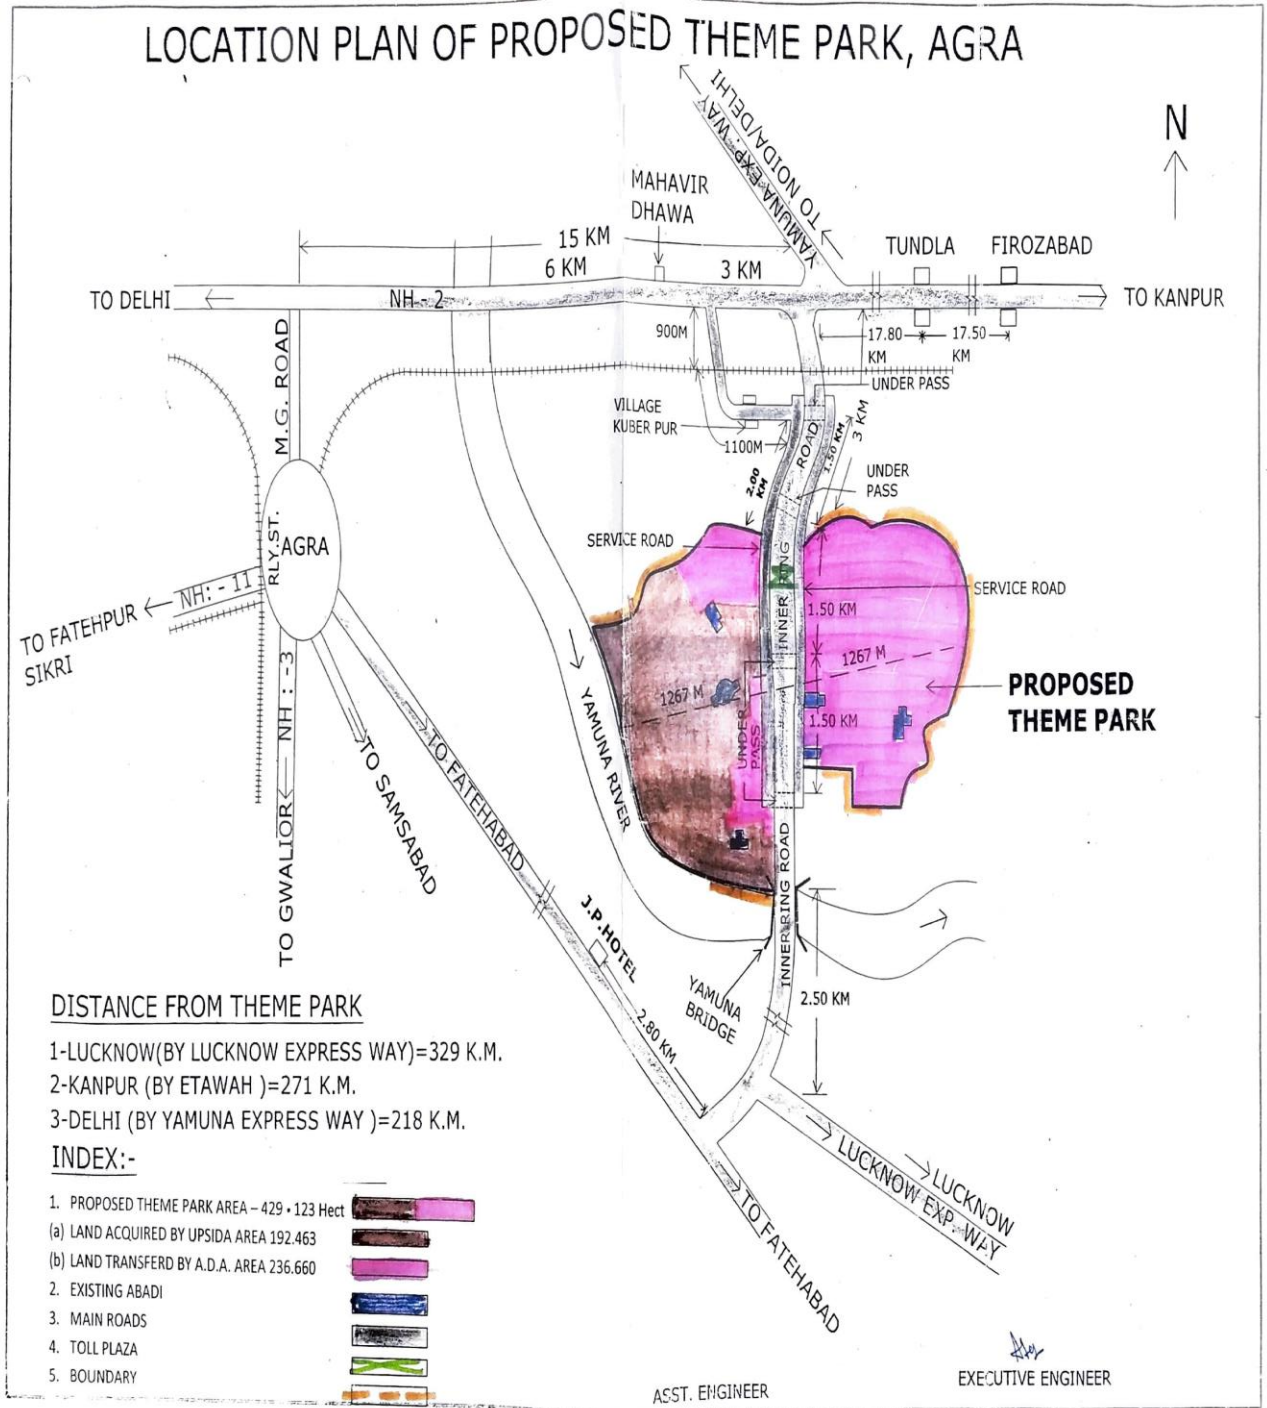 LOCATION PLAN OF PROPOSED THEME PARK, AGRA
TO NOIDA/DELHI
YAMUNA EXP. WAY
N
MAHAVIR
DHAWA
15 KM
6 KM
3 KM
TUNDLA
FIROZABAD
TO DELHI
NH - 2
TO KANPUR
900M
17.80
KM
17.50
KM
UNDER PASS
M.G. ROAD
VILLAGE
KUBER PUR
1100M
ROAD
1.50 KM
3 KM
2.00
KM
UNDER
PASS
SERVICE ROAD
RLY.ST.
AGRA
INNER RING
SERVICE ROAD
NH: - 11
TO FATEHPUR
SIKRI
1.50 KM
1267 M
1267 M
PROPOSED
THEME PARK
1.50 KM
UNDER
PASS
NH : -3
TO GWALIOR
TO SAMSABAD
TO FATEHABAD
YAMUNA RIVER
J.P.HOTEL
INNER RING ROAD
YAMUNA
BRIDGE
2.50 KM
2.80 KM
LUCKNOW
LUCKNOW EXP. WAY
TO FATEHABAD
DISTANCE FROM THEME PARK
1-LUCKNOW(BY LUCKNOW EXPRESS WAY)=329 K.M.
2-KANPUR (BY ETAWAH )=271 K.M.
3-DELHI (BY YAMUNA EXPRESS WAY )=218 K.M.
INDEX:-
1. PROPOSED THEME PARK AREA – 429 • 123 Hect
(a) LAND ACQUIRED BY UPSIDA AREA 192.463
(b) LAND TRANSFERD BY A.D.A. AREA 236.660
2. EXISTING ABADI
3. MAIN ROADS
4. TOLL PLAZA
5. BOUNDARY
ASST. ENGINEER
EXECUTIVE ENGINEER